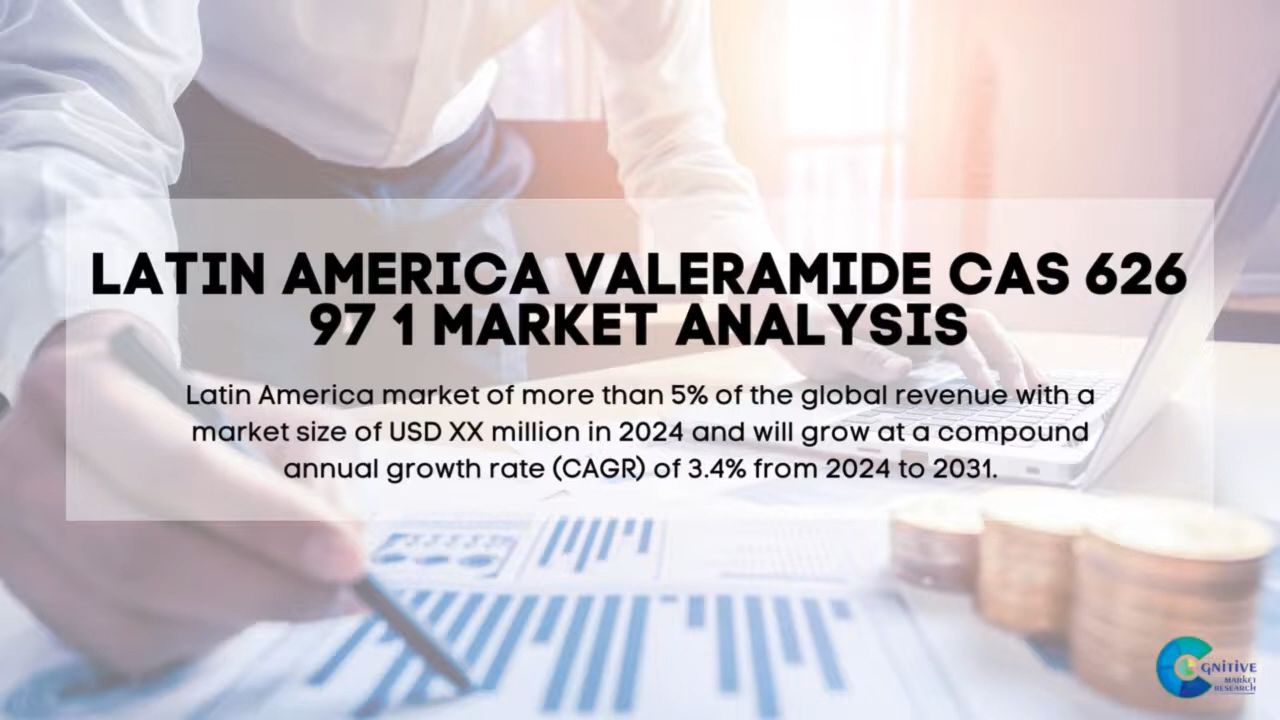 LATIN AMERICA VALERAMIDE CAS 626
97 1 MARKET ANALYSIS
Latin America market of more than 5% of the global revenue with a
market size of USD XX million in 2024 and will grow at a compound
annual growth rate (CAGR) of 3.4% from 2024 to 2031.
GNITIVE
MARKET
RESEARCH